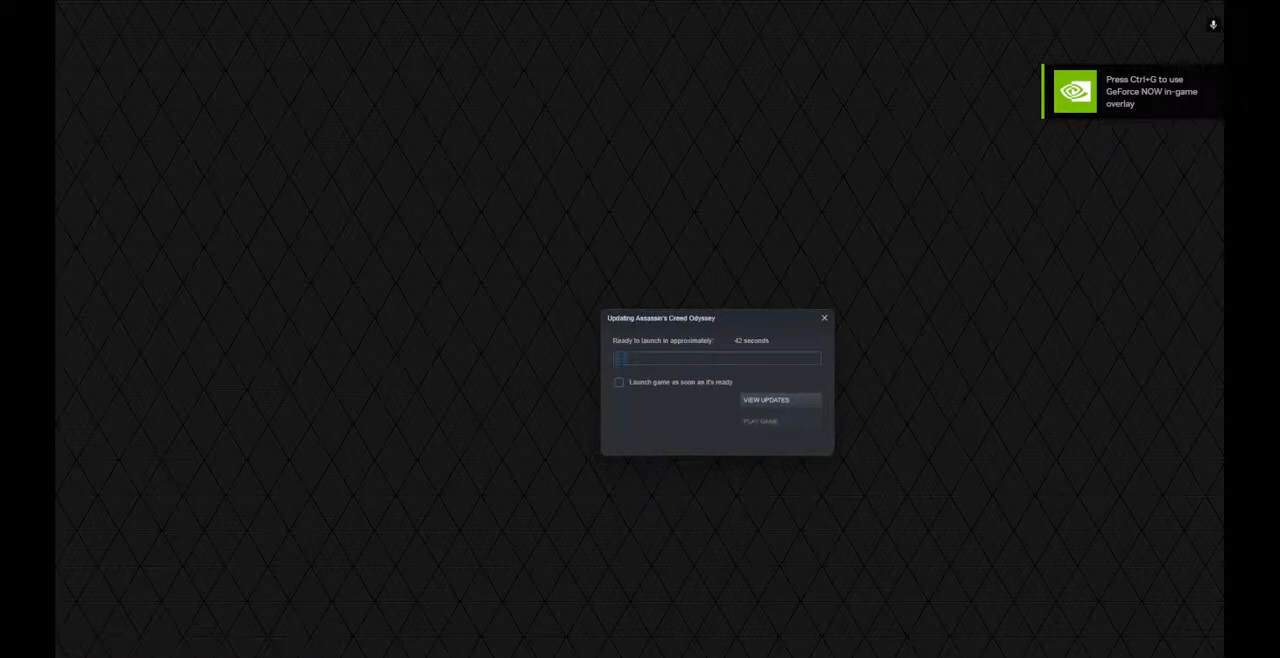 Press Ctrl+G to use
GeForce NOW in-game
overlay
Updating Assassin's Creed Odyssey
Ready to launch in approximately: 42 seconds
Launch game as soon as it's ready
VIEW UPDATES
PLAY GAME